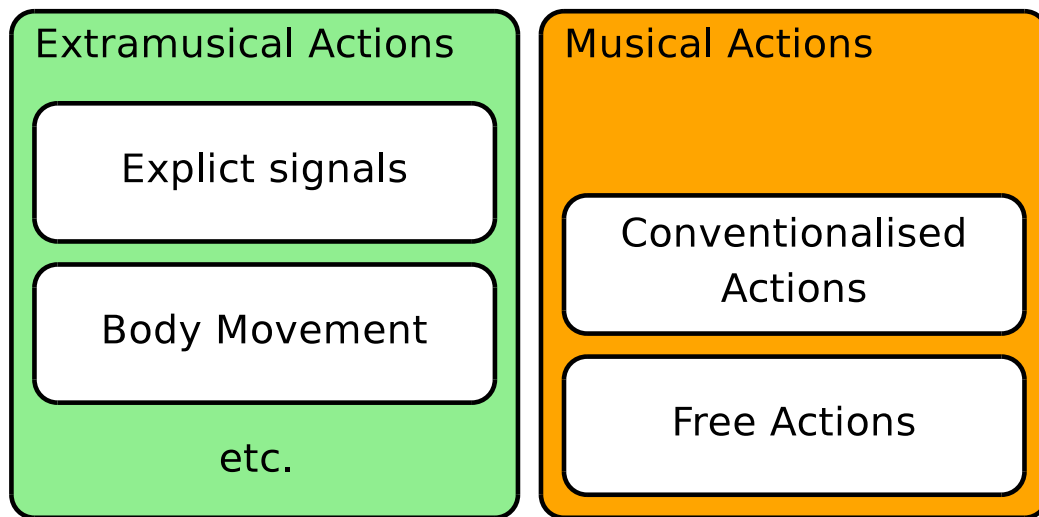 Extramusical Actions
Explict signals
Body Movement
etc.
Musical Actions
Conventionalised
Actions
Free Actions